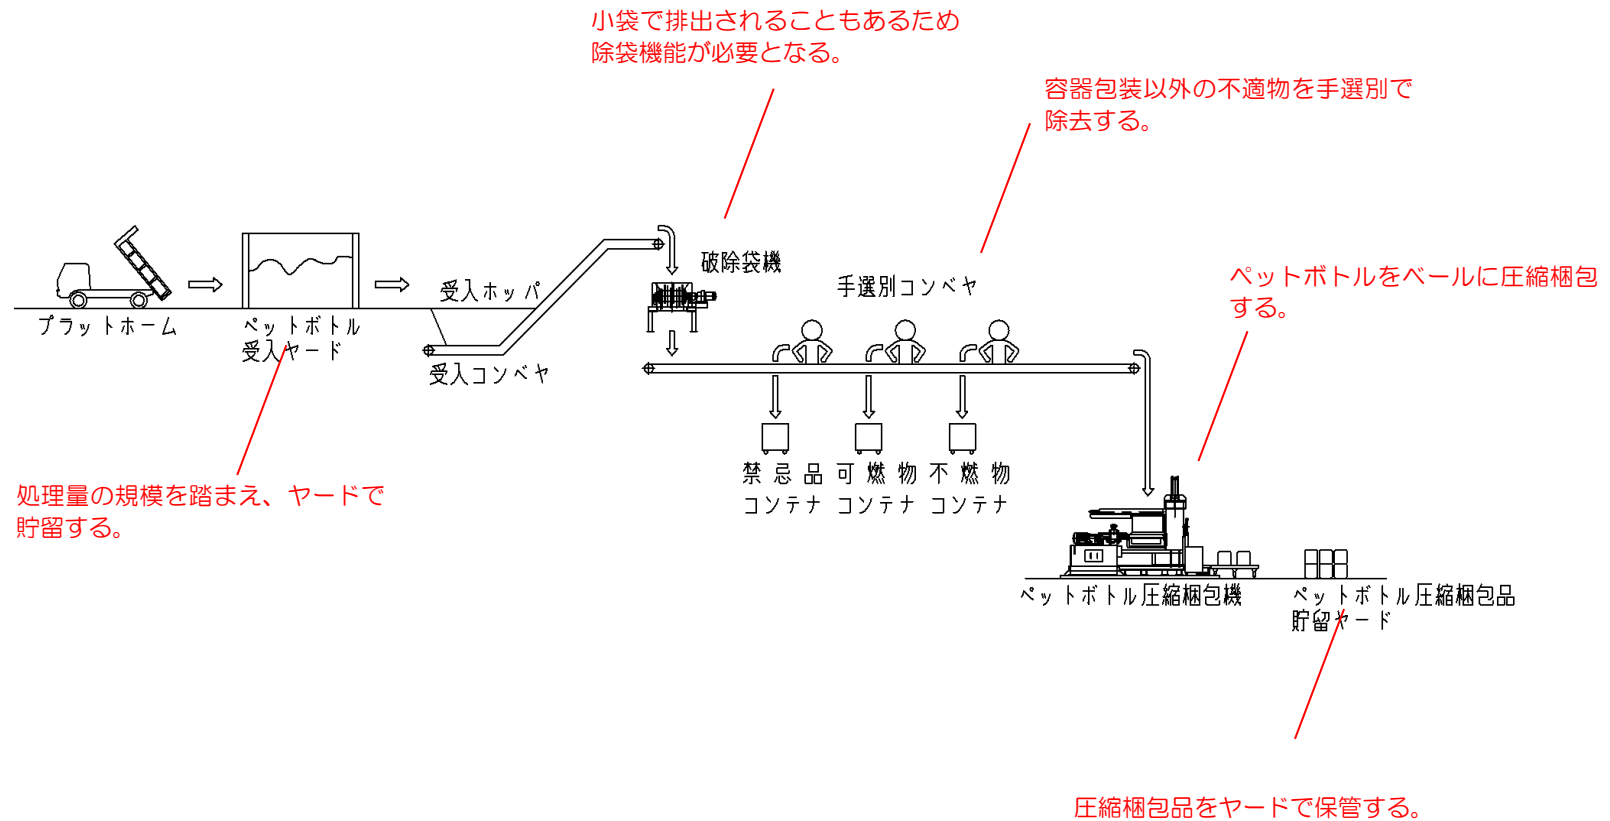 小袋で排出されることもあるため
除袋機能が必要となる。
容器包装以外の不適物を手選別で
除去する。
破除袋機
手選別コンベヤ
ペットボトルをベールに圧縮梱包
する。
受入ホッパ
プラットホーム
ペットボトル
受入ヤード
受入コンベヤ
処理量の規模を踏まえ、ヤードで
貯留する。
禁忌品
コンテナ
可燃物
コンテナ
不燃物
コンテナ
ペットボトル圧縮梱包機
ペットボトル圧縮梱包品
貯留ヤード
圧縮梱包品をヤードで保管する。